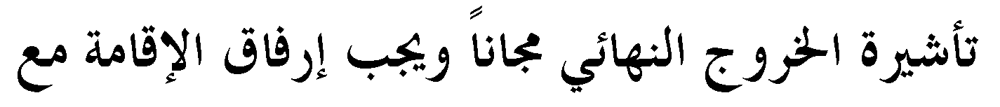 تأشيرة الخروج النهائي مجاناً ويجب إرفاق الإقامة مع